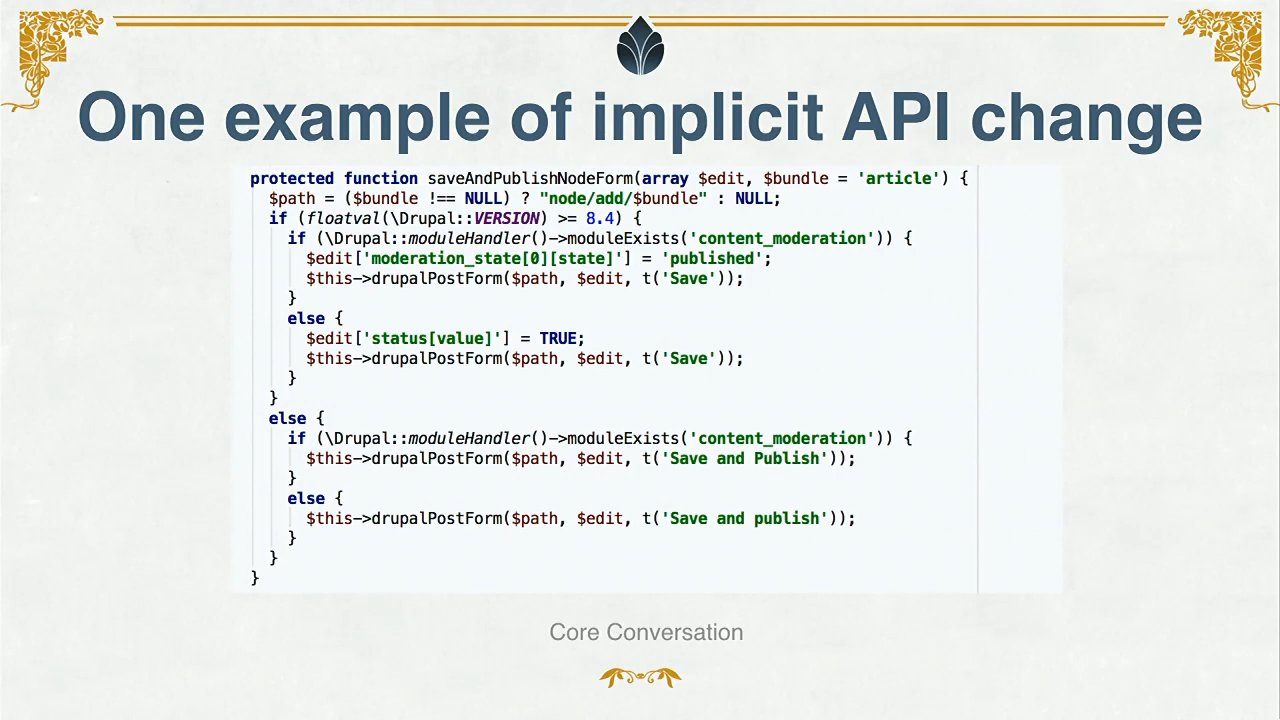 One example of implicit API change
protected function saveAndPublishNodeForm(array $edit, $bundle = 'article') {
  $path = ($bundle !== NULL) ? "node/add/$bundle" : NULL;
  if (floatval(\Drupal::VERSION) >= 8.4) {
    if (\Drupal::moduleHandler()->moduleExists('content_moderation')) {
      $edit['moderation_state[0][state]'] = 'published';
      $this->drupalPostForm($path, $edit, t('Save'));
    }
    else {
      $edit['status[value]'] = TRUE;
      $this->drupalPostForm($path, $edit, t('Save'));
    }
  }
  else {
    if (\Drupal::moduleHandler()->moduleExists('content_moderation')) {
      $this->drupalPostForm($path, $edit, t('Save and Publish'));
    }
    else {
      $this->drupalPostForm($path, $edit, t('Save and publish'));
    }
  }
}
Core Conversation